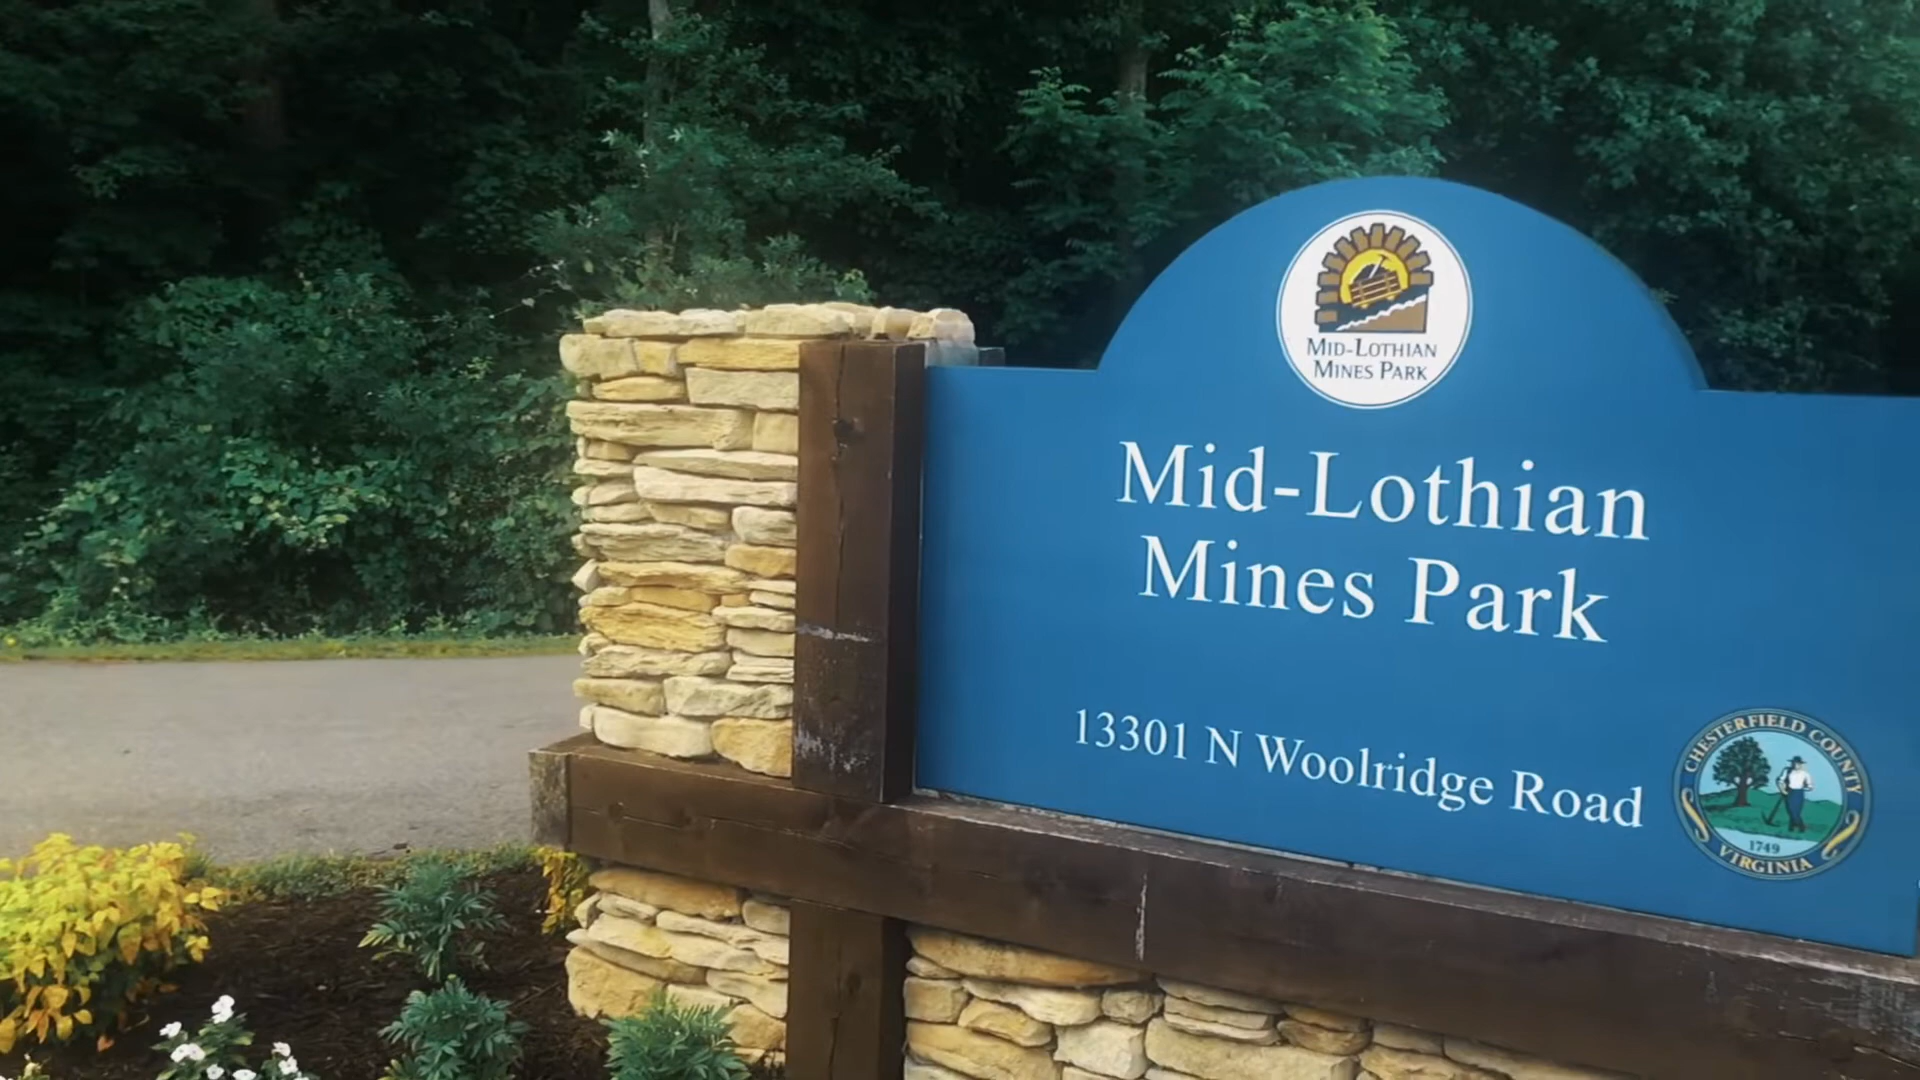 MID-LOTHIAN
MINES PARK
Mid-Lothian
Mines Park
13301 N Woolridge Road
CHESTERFIELD COUNTY
1749
VIRGINIA